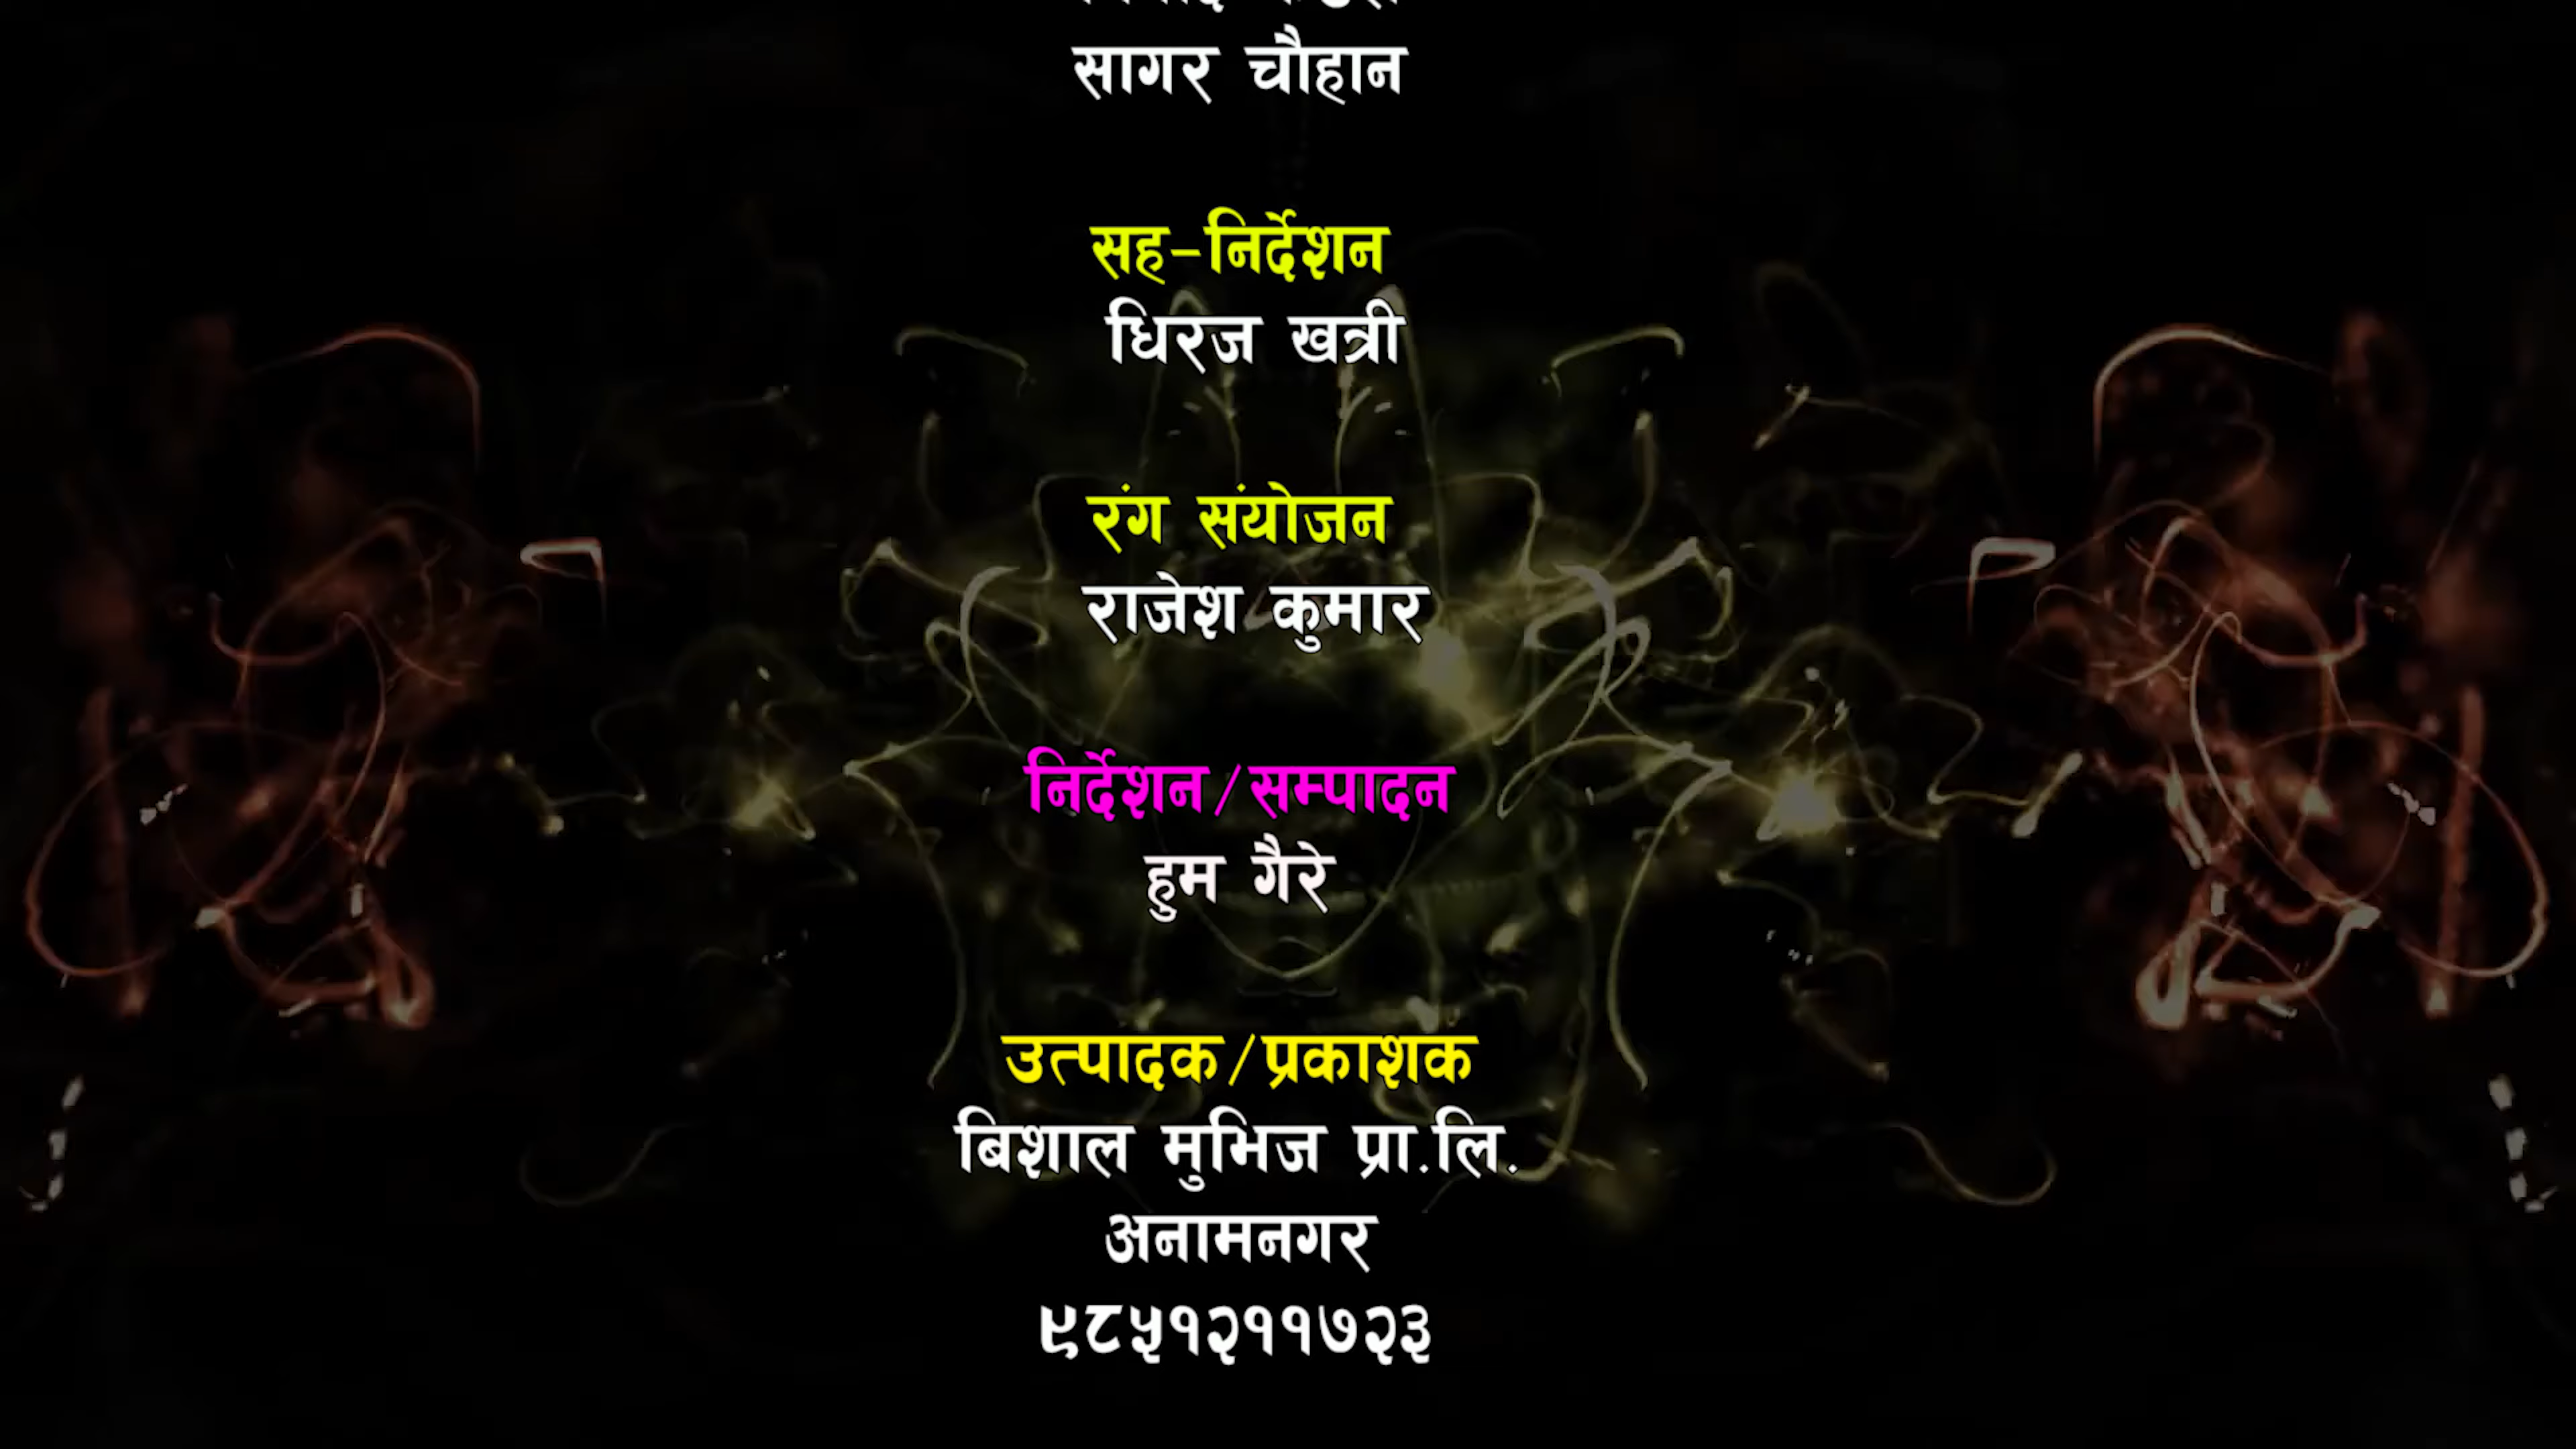 सागर चौहान
सह-निर्देशन
धिरज खत्री
रंग संयोजन
राजेश कुमार
निर्देशन/सम्पादन
हुम गैरे
उत्पादक/प्रकाशक
बिशाल मुभिज प्रा.लि.
अनामनगर
९८५१२११७२३